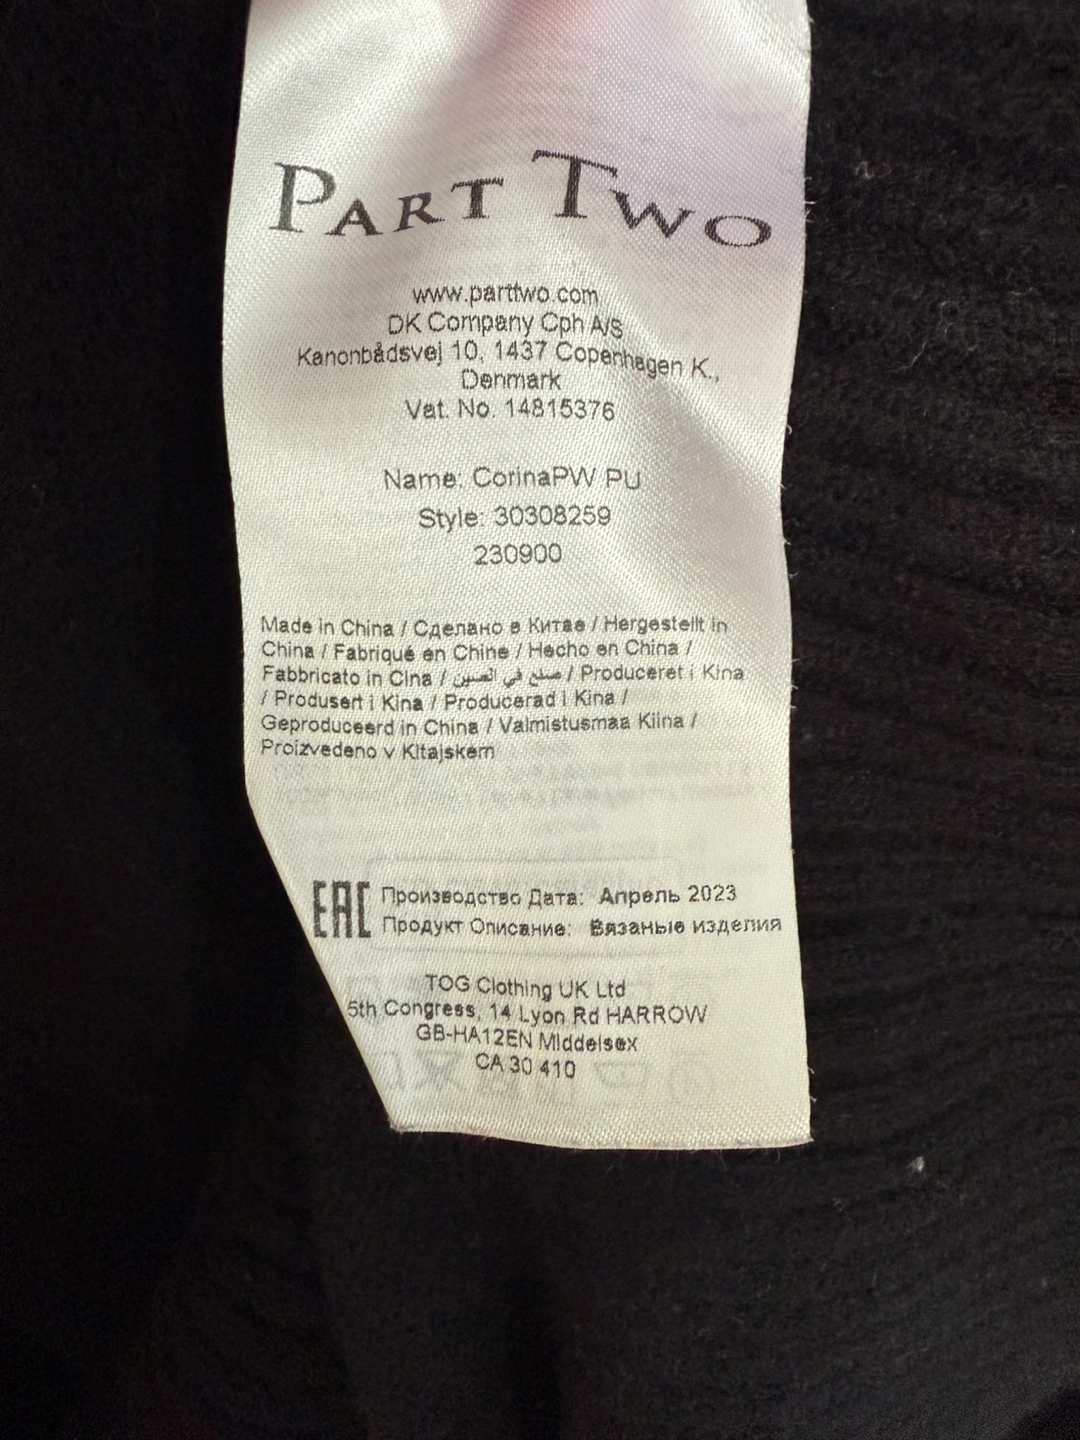 PART TWO
www.parttwo.com
DK Company Cph A/S
Kanonbådsvej 10, 1437 Copenhagen K.,
Denmark
Vat. No. 14815376
Name: CorinaPW PU
Style: 30308259
230900
Made in China / Сделано в Китае / Hergestellt in
China / Fabriqué en Chine / Hecho en China /
Fabbricato in Cina / صنع في الصين / Produceret i Kina
/ Produsert i Kina / Producerad i Kina /
Geproduceerd in China / Valmistusmaa Kiina /
Proizvedeno v Kitajskem
EAC Производство Дата: Апрель 2023
Продукт Описание: Вязаные изделия
TOG Clothing UK Ltd
5th Congress, 14 Lyon Rd HARROW
GB-HA12EN Middelsex
CA 30 410